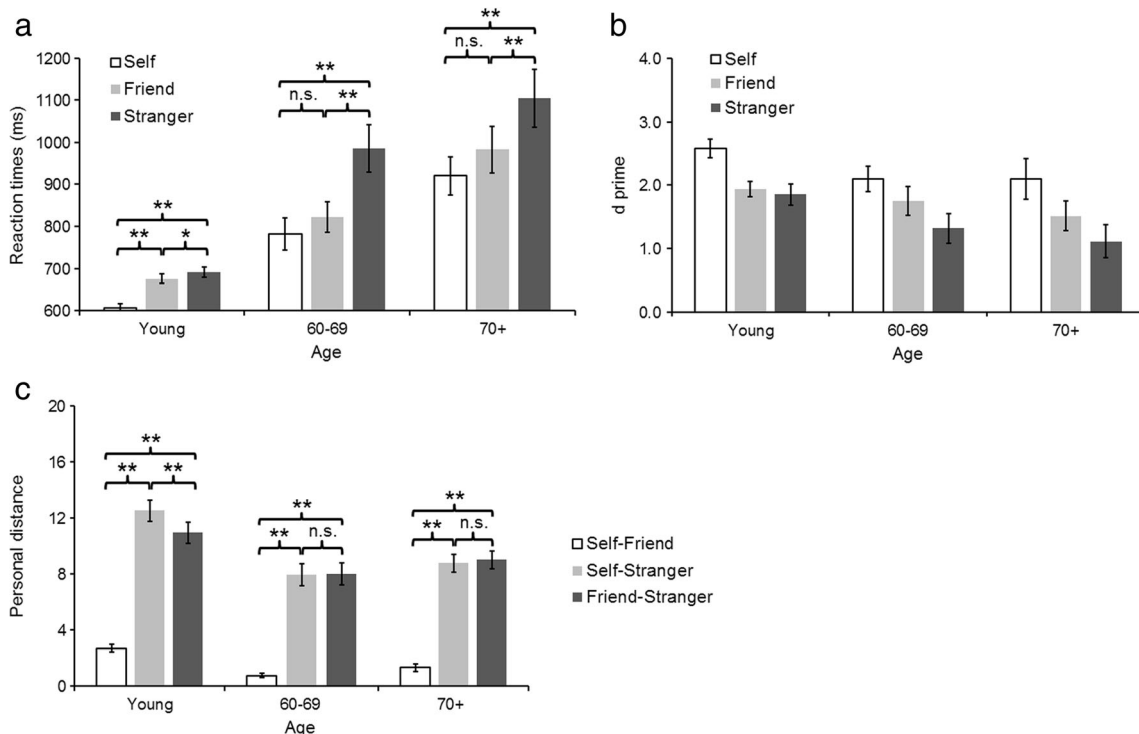 a
1200
1100
1000
900
800
700
600
Reaction times (ms)
Self
Friend
Stranger
**
**
*
**
n.s.
**
**
n.s.
**
Young
60-69
70+
Age
b
4.0
3.0
2.0
1.0
0.0
d prime
Self
Friend
Stranger
Young
60-69
70+
Age
c
20
16
12
8
4
0
Personal distance
**
**
**
**
**
n.s.
**
**
n.s.
Self-Friend
Self-Stranger
Friend-Stranger
Young
60-69
70+
Age